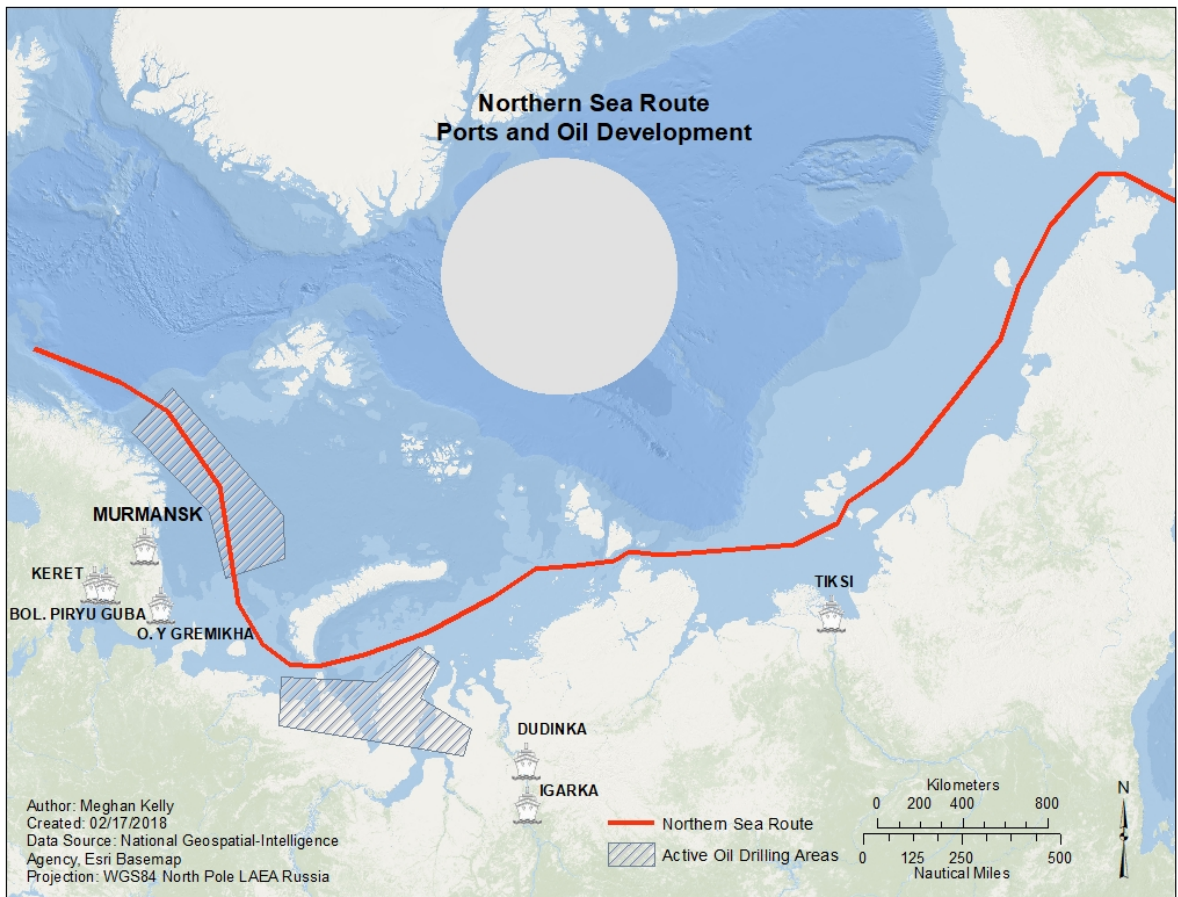 Northern Sea Route
Ports and Oil Development
MURMANSK
KERET
BOL. PIRYU GUBA
O. Y GREMIKHA
TIKSI
DUDINKA
IGARKA
Author: Meghan Kelly
Created: 02/17/2018
Data Source: National Geospatial-Intelligence
Agency, Esri Basemap
Projection: WGS84 North Pole LAEA Russia
Northern Sea Route
Active Oil Drilling Areas
Kilometers
0 200 400 800
0 125 250 500
Nautical Miles
N